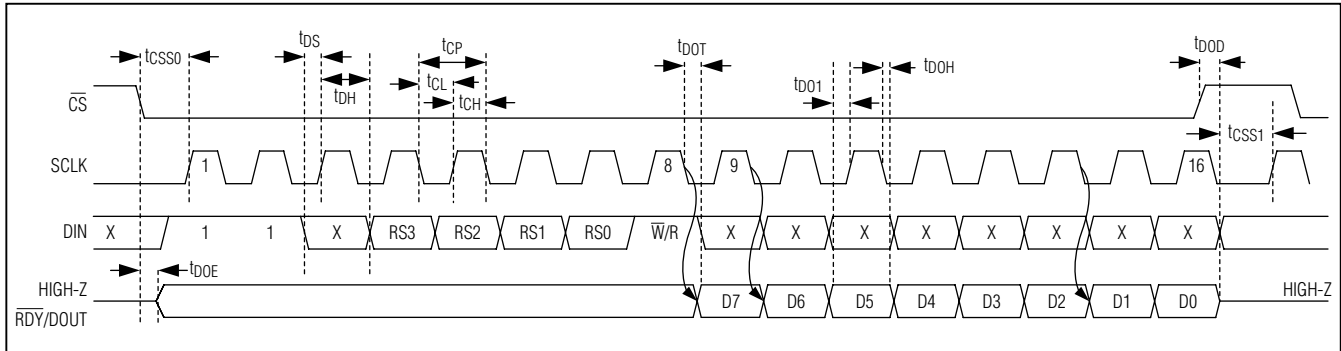 tCSS0 tDS tDH tCP tCL tCH tDOT tDO1 tDOH tDOD tCSS1
CS
SCLK 1 8 9 16
DIN X 1 1 X RS3 RS2 RS1 RS0 W/R X X X X X X X X
tDOE
HIGH-Z HIGH-Z
RDY/DOUT D7 D6 D5 D4 D3 D2 D1 D0